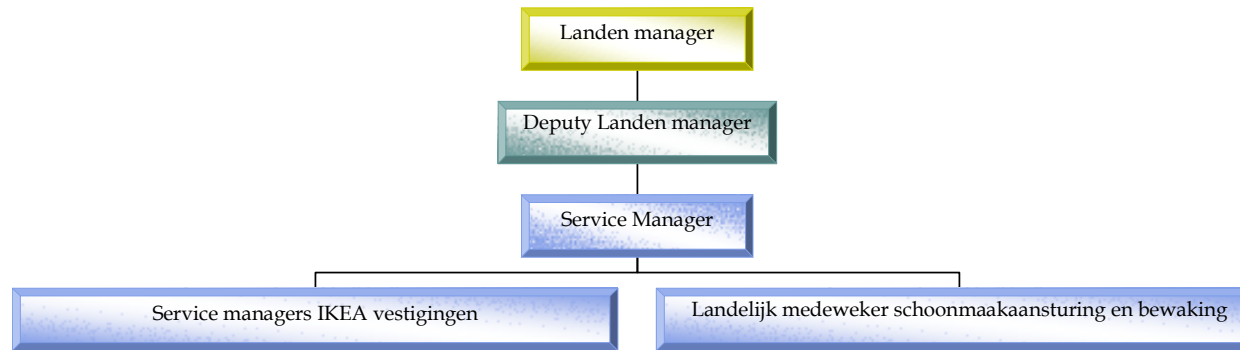 Landen manager
Deputy Landen manager
Service Manager
Service managers IKEA vestigingen
Landelijk medeweker schoonmaakaansturing en bewaking